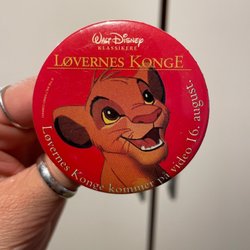 WALT DISNEY
KLASSIKERE
LØVERNES KONGE
Løvernes Konge kommer på video 16. august.